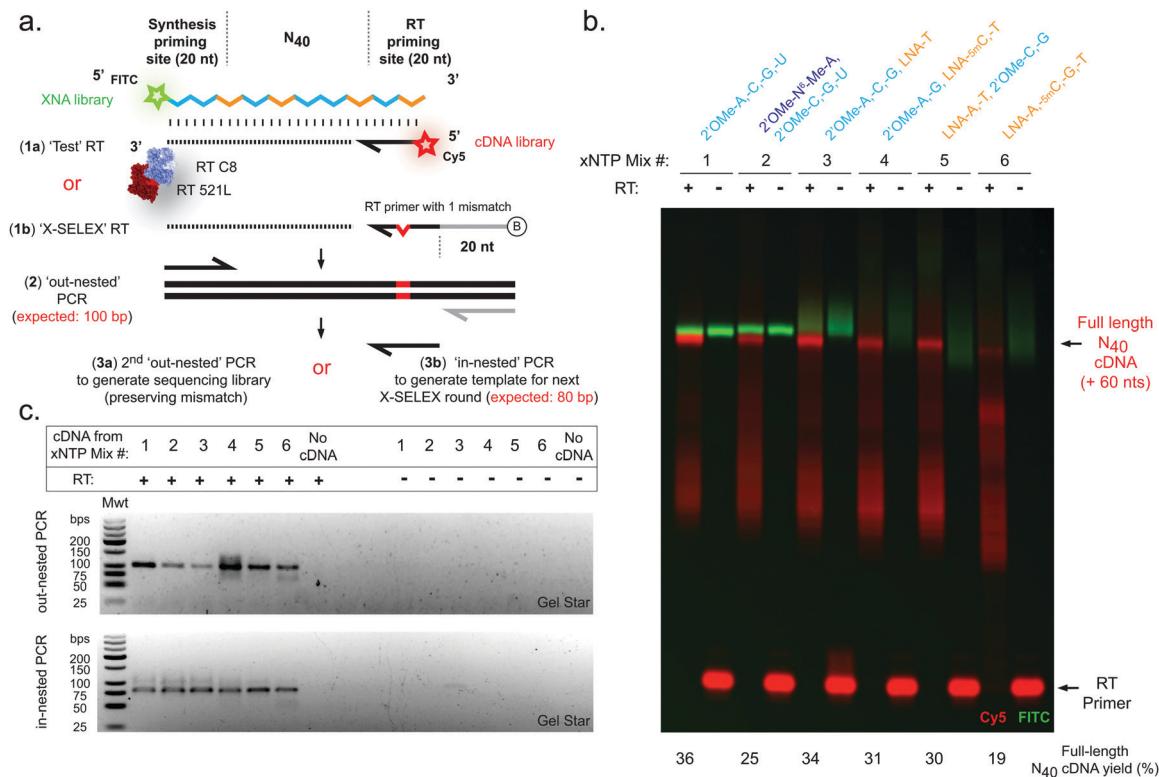 a.
Synthesis
priming
site (20 nt)
N40
RT
priming
site (20 nt)
5’ FITC
3’
XNA library
5’
(1a) ‘Test’ RT
3’
Cy5
cDNA library
RT C8
or
RT 521L
RT primer with 1 mismatch
(1b) ‘X-SELEX’ RT
B
20 nt
(2) ‘out-nested’
PCR
(expected: 100 bp)
(3a) 2nd ‘out-nested’ PCR
to generate sequencing library
(preserving mismatch)
or
(3b) ‘in-nested’ PCR
to generate template for next
X-SELEX round (expected: 80 bp)
b.
2’OMe-A,-C,-G,-U
2’OMe-N6-Me-A,
2’OMe-C,-G,-U
2’OMe-A,-C,-G, LNA-T
2’OMe-A,-G, LNA-5mC,-T
LNA-A,-T, 2’OMe-C,-G
LNA-A,-5mC,-G,-T
xNTP Mix #: 1 2 3 4 5 6
RT: + - + - + - + - + - + -
Full length
N40
cDNA
(+ 60 nts)
RT
Primer
Cy5 FITC
36 25 34 31 30 19
Full-length
N40 cDNA yield (%)
c.
cDNA from
xNTP Mix #: 1 2 3 4 5 6 No cDNA 1 2 3 4 5 6 No cDNA
RT: + + + + + + + - - - - - - -
Mwt
out-nested PCR
bps
200
150
100
75
50
25
Gel Star
in-nested PCR
bps
200
150
100
75
50
25
Gel Star